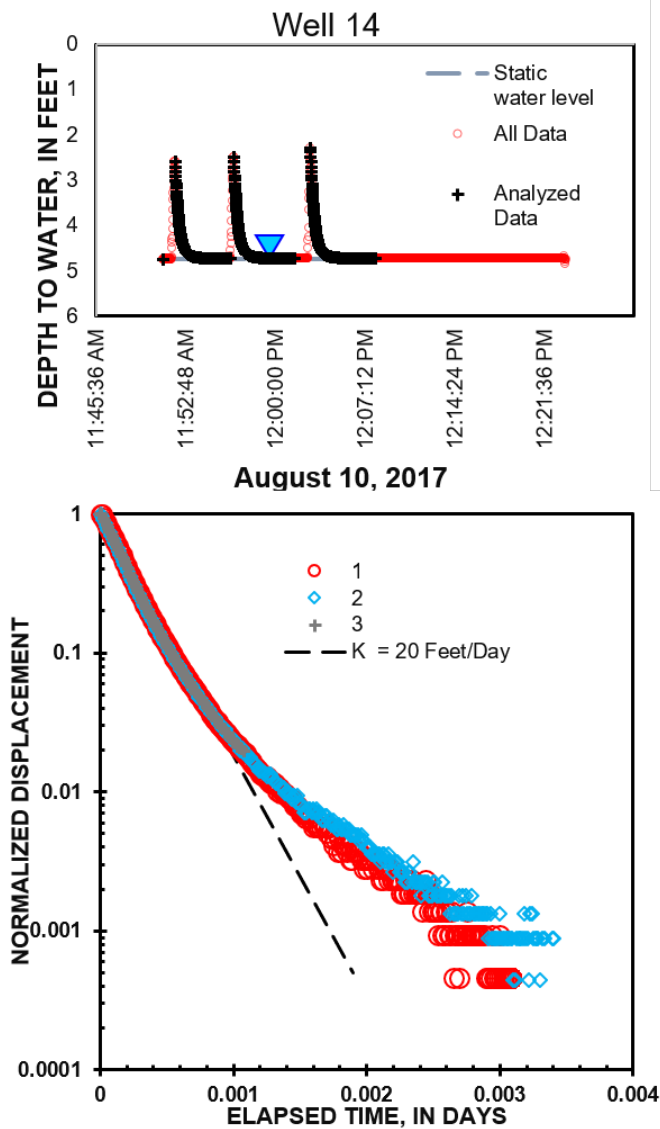 Well 14
DEPTH TO WATER, IN FEET
0
1
2
3
4
5
6
Static
water level
All Data
Analyzed
Data
11:45:36 AM
11:52:48 AM
12:00:00 PM
12:07:12 PM
12:14:24 PM
12:21:36 PM
August 10, 2017
NORMALIZED DISPLACEMENT
1
0.1
0.01
0.001
0.0001
1
2
3
K = 20 Feet/Day
0
0.001
0.002
0.003
0.004
ELAPSED TIME, IN DAYS